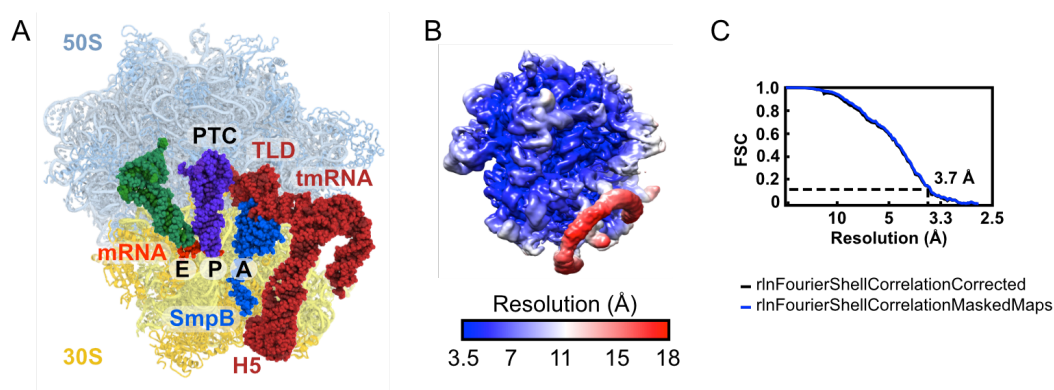 A
50S
PTC
TLD
tmRNA
mRNA
E P A
SmpB
30S
H5
B
Resolution (Å)
3.5 7 11 15 18
C
1.0
0.8
0.6
0.4
0.2
0
FSC
3.7 Å
10 5 3.3 2.5
Resolution (Å)
rlnFourierShellCorrelationCorrected
rlnFourierShellCorrelationMaskedMaps